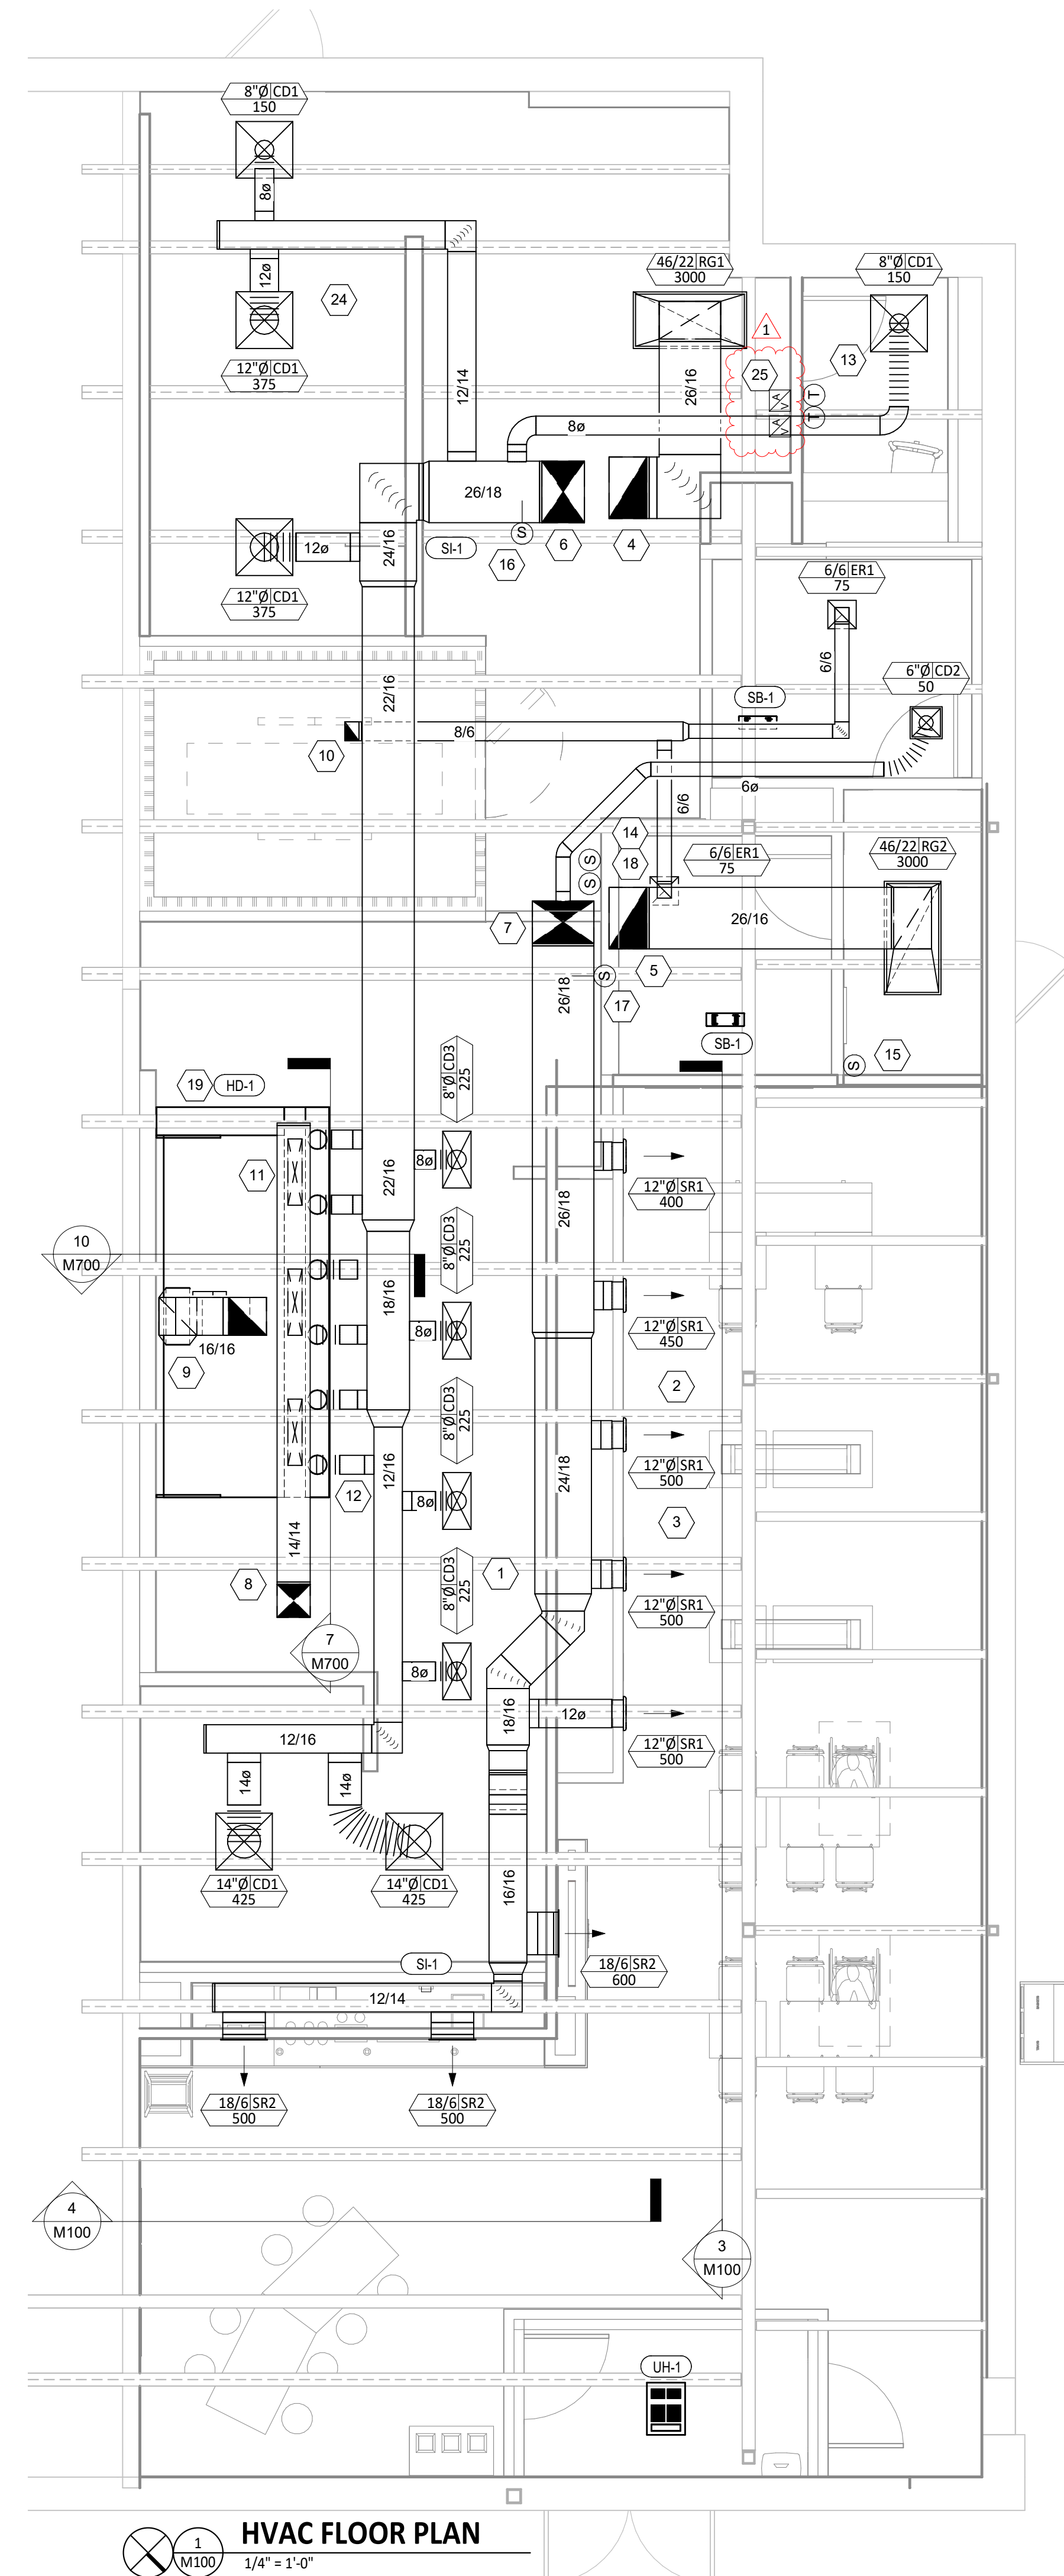 8"Ø CD1
150
8ø
12ø
24
12"Ø CD1
375
12/14
46/22 RG1
3000
26/16
8"Ø CD1
150
1
25
13
A
V
A
V
T
T
8ø
26/18
24/16
12ø
SI-1
S
16
6
4
12"Ø CD1
375
6/6 ER1
75
6/6
6"Ø CD2
50
SB-1
22/16
8/6
10
6ø
6/6
14
18
S
S
6/6 ER1
75
46/22 RG2
3000
7
26/16
26/18
S
5
17
SB-1
S
15
19
HD-1
8"Ø CD3
225
11
22/16
8ø
26/18
12"Ø SR1
400
10
M700
8"Ø CD3
225
18/16
8ø
16/16
9
12"Ø SR1
450
2
8"Ø CD3
225
12/16
24/18
12"Ø SR1
500
12
8ø
3
14/14
8
8"Ø CD3
225
1
12"Ø SR1
500
7
M700
8ø
18/16
12ø
12/16
12"Ø SR1
500
14ø
14ø
14"Ø CD1
425
14"Ø CD1
425
16/16
SI-1
18/6 SR2
600
12/14
18/6 SR2
500
18/6 SR2
500
4
M100
3
M100
UH-1
1
M100
HVAC FLOOR PLAN
1/4" = 1'-0"